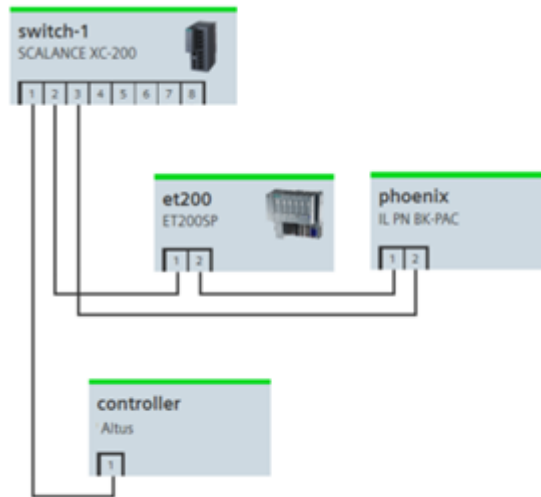 switch-1
SCALANCE XC-200
1 2 3 4 5 6 7 8
et200
ET200SP
1 2
phoenix
IL PN BK-PAC
1 2
controller
Altus
1